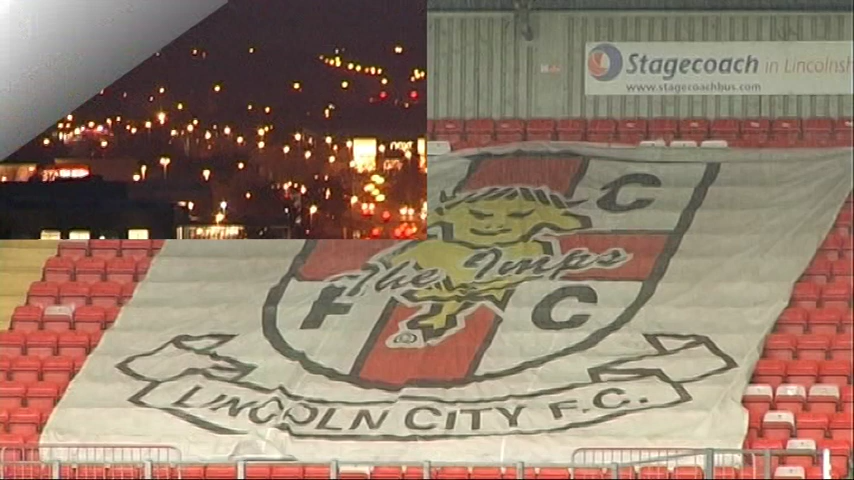 Stagecoach in Lincolnsh
www.stagecoachbus.com
C
The Imps
F C
LINCOLN CITY F.C.